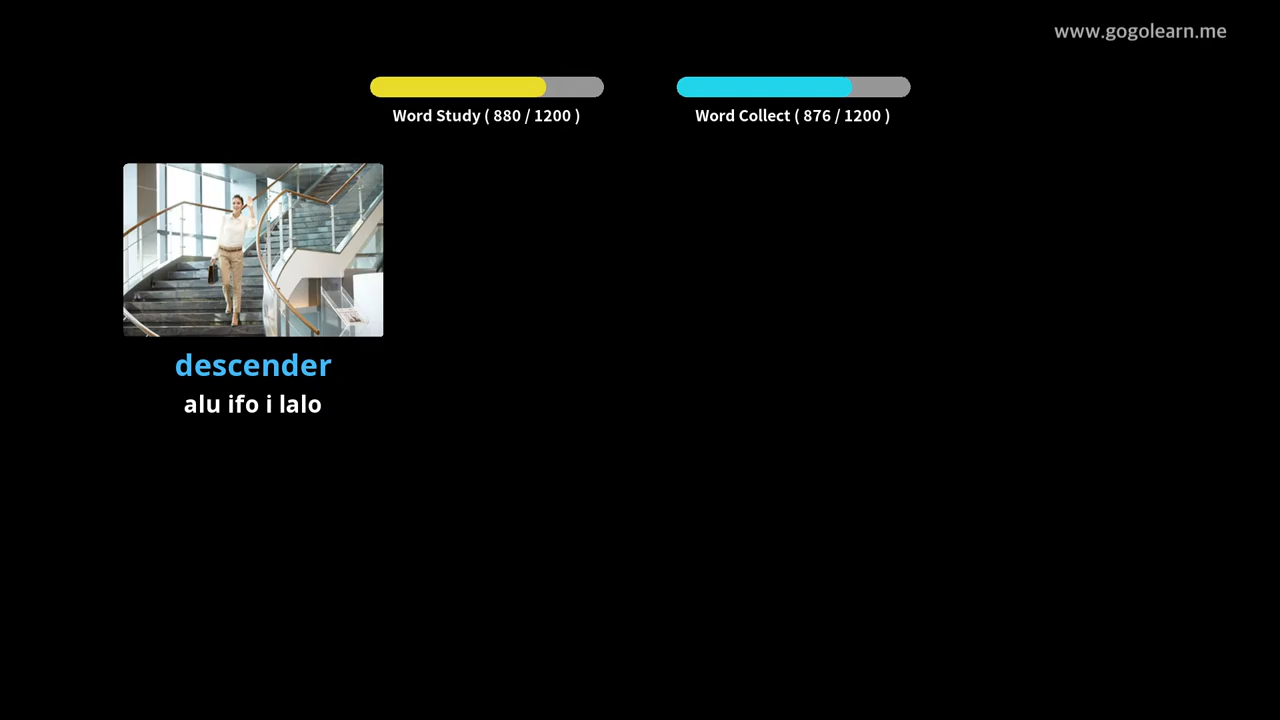 www.gogolearn.me
Word Study ( 880 / 1200 )
Word Collect ( 876 / 1200 )
descender
alu ifo i lalo